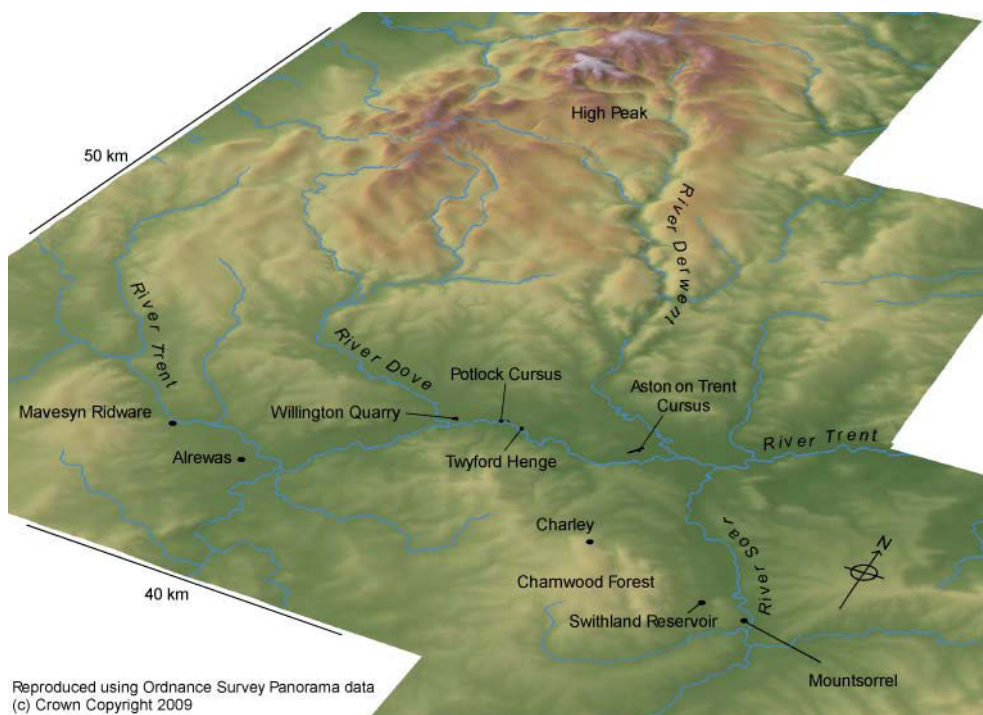 50 km
High Peak
River Derwent
River Trent
River Dove
Potlock Cursus
Mavesyn Ridware
Willington Quarry
Aston on Trent
Cursus
River Trent
Alrewas
Twyford Henge
Charley
River Soar
N
Charnwood Forest
40 km
Swithland Reservoir
Mountsorrel
Reproduced using Ordnance Survey Panorama data
(c) Crown Copyright 2009